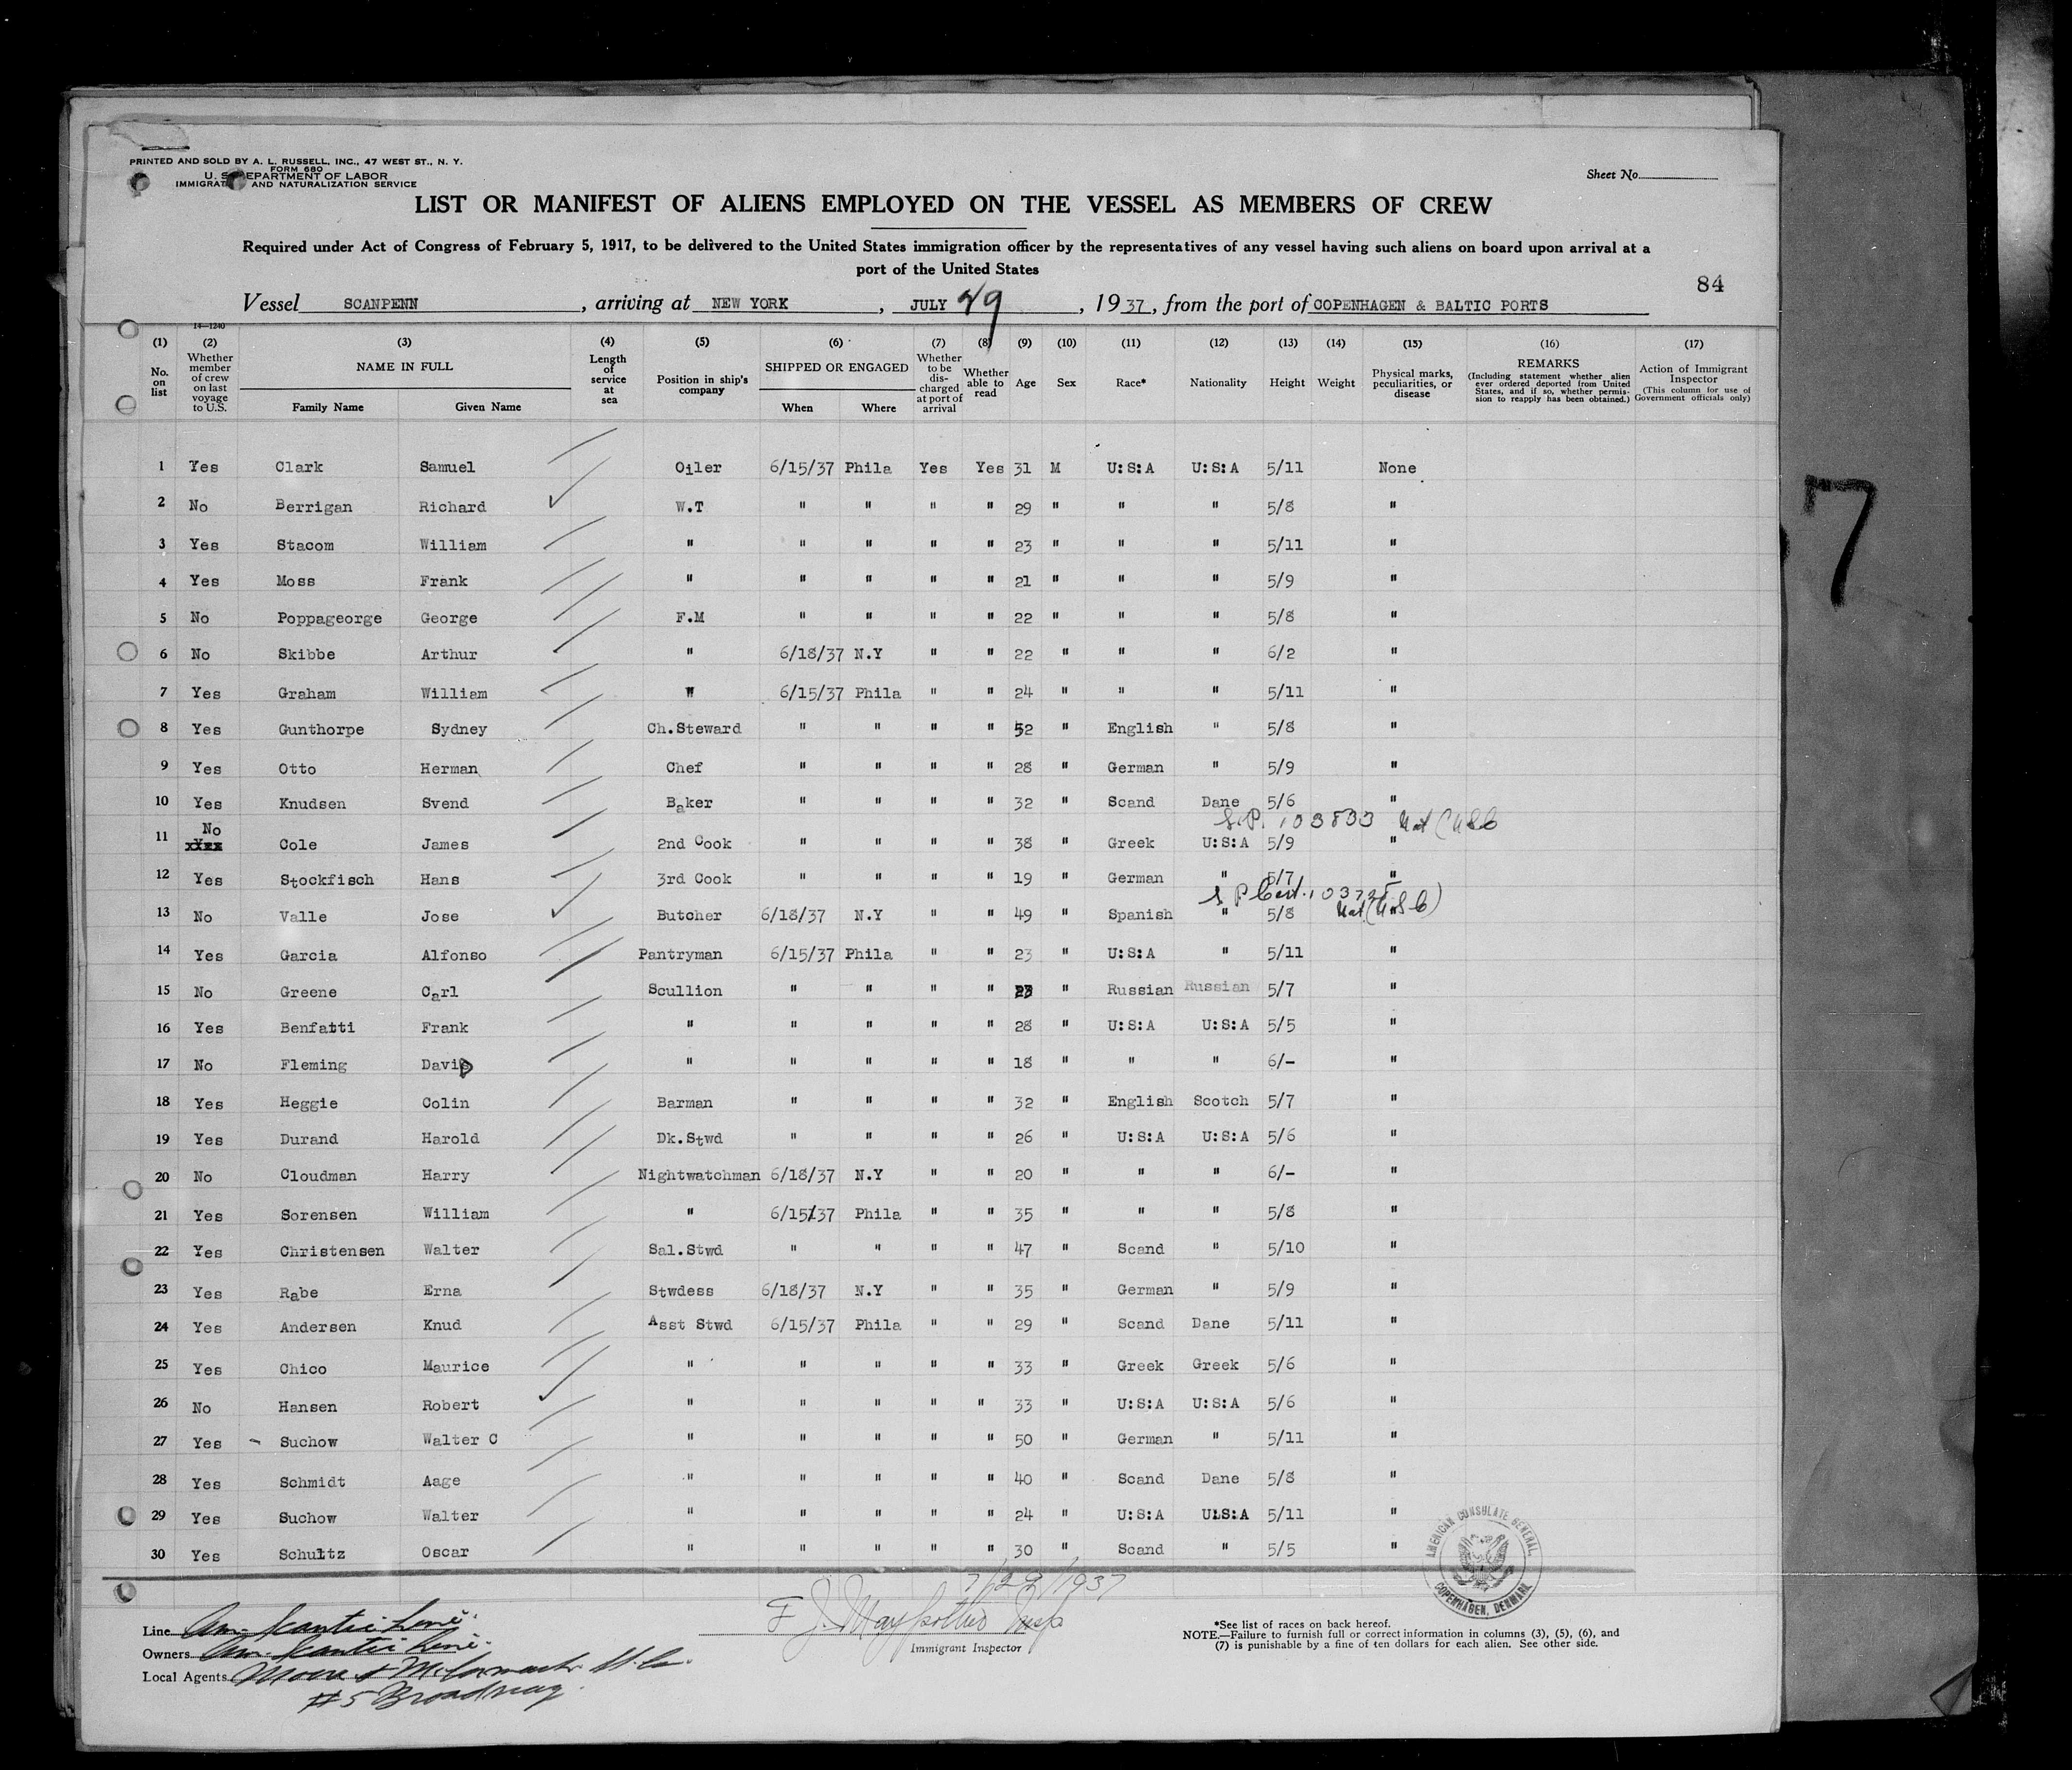 PRINTED AND SOLD BY A. L. RUSSELL, INC., 47 WEST ST., N. Y.
FORM 680
U. S. DEPARTMENT OF LABOR
IMMIGRATION AND NATURALIZATION SERVICE
Sheet No.
LIST OR MANIFEST OF ALIENS EMPLOYED ON THE VESSEL AS MEMBERS OF CREW
Required under Act of Congress of February 5, 1917, to be delivered to the United States immigration officer by the representatives of any vessel having such aliens on board upon arrival at a
port of the United States
84
Vessel SCANPENN, arriving at NEW YORK, JULY 29, 1937, from the port of COPENHAGEN & BALTIC PORTS
14—1240
(1) No. on list
(2) Whether member of crew on last voyage to U.S.
(3) NAME IN FULL Family Name Given Name
(4) Length of service at sea
(5) Position in ship's company
(6) SHIPPED OR ENGAGED When Where
(7) Whether to be discharged at port of arrival
(8) Whether able to read
(9) Age
(10) Sex
(11) Race*
(12) Nationality
(13) Height
(14) Weight
(15) Physical marks, peculiarities, or disease
(16) REMARKS (Including statement whether alien ever ordered deported from United States, and if so, whether permission to reapply has been obtained.)
(17) Action of Immigrant Inspector (This column for use of Government officials only)
1 Yes Clark Samuel Oiler 6/15/37 Phila Yes Yes 31 M U:S:A U:S:A 5/11 None
2 No Berrigan Richard W.T " " " " 29 " " " 5/8 "
3 Yes Stacom William " " " " " 23 " " " 5/11 "
4 Yes Moss Frank " " " " " 21 " " " 5/9 "
5 No Poppageorge George F.M " " " " 22 " " " 5/8 "
6 No Skibbe Arthur " 6/18/37 N.Y " " 22 " " " 6/2 "
7 Yes Graham William W 6/15/37 Phila " " 24 " " " 5/11 "
8 Yes Gunthorpe Sydney Ch.Steward " " " " 52 " English " 5/8 "
9 Yes Otto Herman Chef " " " " 28 " German " 5/9 "
10 Yes Knudsen Svend Baker " " " " 32 " Scand Dane 5/6 "
S.P. 103833
11 No Cole James 2nd Cook " " " " 38 " Greek U:S:A 5/9 "
12 Yes Stockfisch Hans 3rd Cook " " " " 19 " German " 5/7 "
S P Cert.
13 No Valle Jose Butcher 6/18/37 N.Y " " 49 " Spanish " 5/8
14 Yes Garcia Alfonso Pantryman 6/15/37 Phila " " 23 " U:S:A " 5/11 "
15 No Greene Carl Scullion " " " " 23 " Russian Russian 5/7 "
16 Yes Benfatti Frank " " " " " 28 " U:S:A U:S:A 5/5 "
17 No Fleming David " " " " " 18 " " " 6/- "
18 Yes Heggie Colin Barman " " " " 32 " English Scotch 5/7 "
19 Yes Durand Harold Dk.Stwd " " " " 26 " U:S:A U:S:A 5/6 "
20 No Cloudman Harry Nightwatchman 6/18/37 N.Y " " 20 " " " 6/- "
21 Yes Sorensen William " 6/15/37 Phila " " 35 " " " 5/8 "
22 Yes Christensen Walter Sal.Stwd " " " " 47 " Scand " 5/10 "
23 Yes Rabe Erna Stwdess 6/18/37 N.Y " " 35 " German " 5/9 "
24 Yes Andersen Knud Asst Stwd 6/15/37 Phila " " 29 " Scand Dane 5/11 "
25 Yes Chico Maurice " " " " " 33 " Greek Greek 5/6 "
26 No Hansen Robert " " " " " 33 " U:S:A U:S:A 5/6 "
27 Yes - Suchow Walter C " " " " " 50 " German " 5/11 "
28 Yes Schmidt Aage " " " " " 40 " Scand Dane 5/8 "
29 Yes Suchow Walter " " " " " 24 " U:S:A U:S:A 5/11 "
30 Yes Schultz Oscar " " " " " 30 " Scand " 5/5 "
AMERICAN CONSULATE GENERAL, COPENHAGEN, DENMARK
7/29/1937
Line Am. Scantic Line.
Owners Am. Scantic Line.
Local Agents Moore & McCormack
#5 Broadway.
F J Insp
Immigrant Inspector
*See list of races on back hereof.
NOTE.—Failure to furnish full or correct information in columns (3), (5), (6), and
(7) is punishable by a fine of ten dollars for each alien. See other side.
7